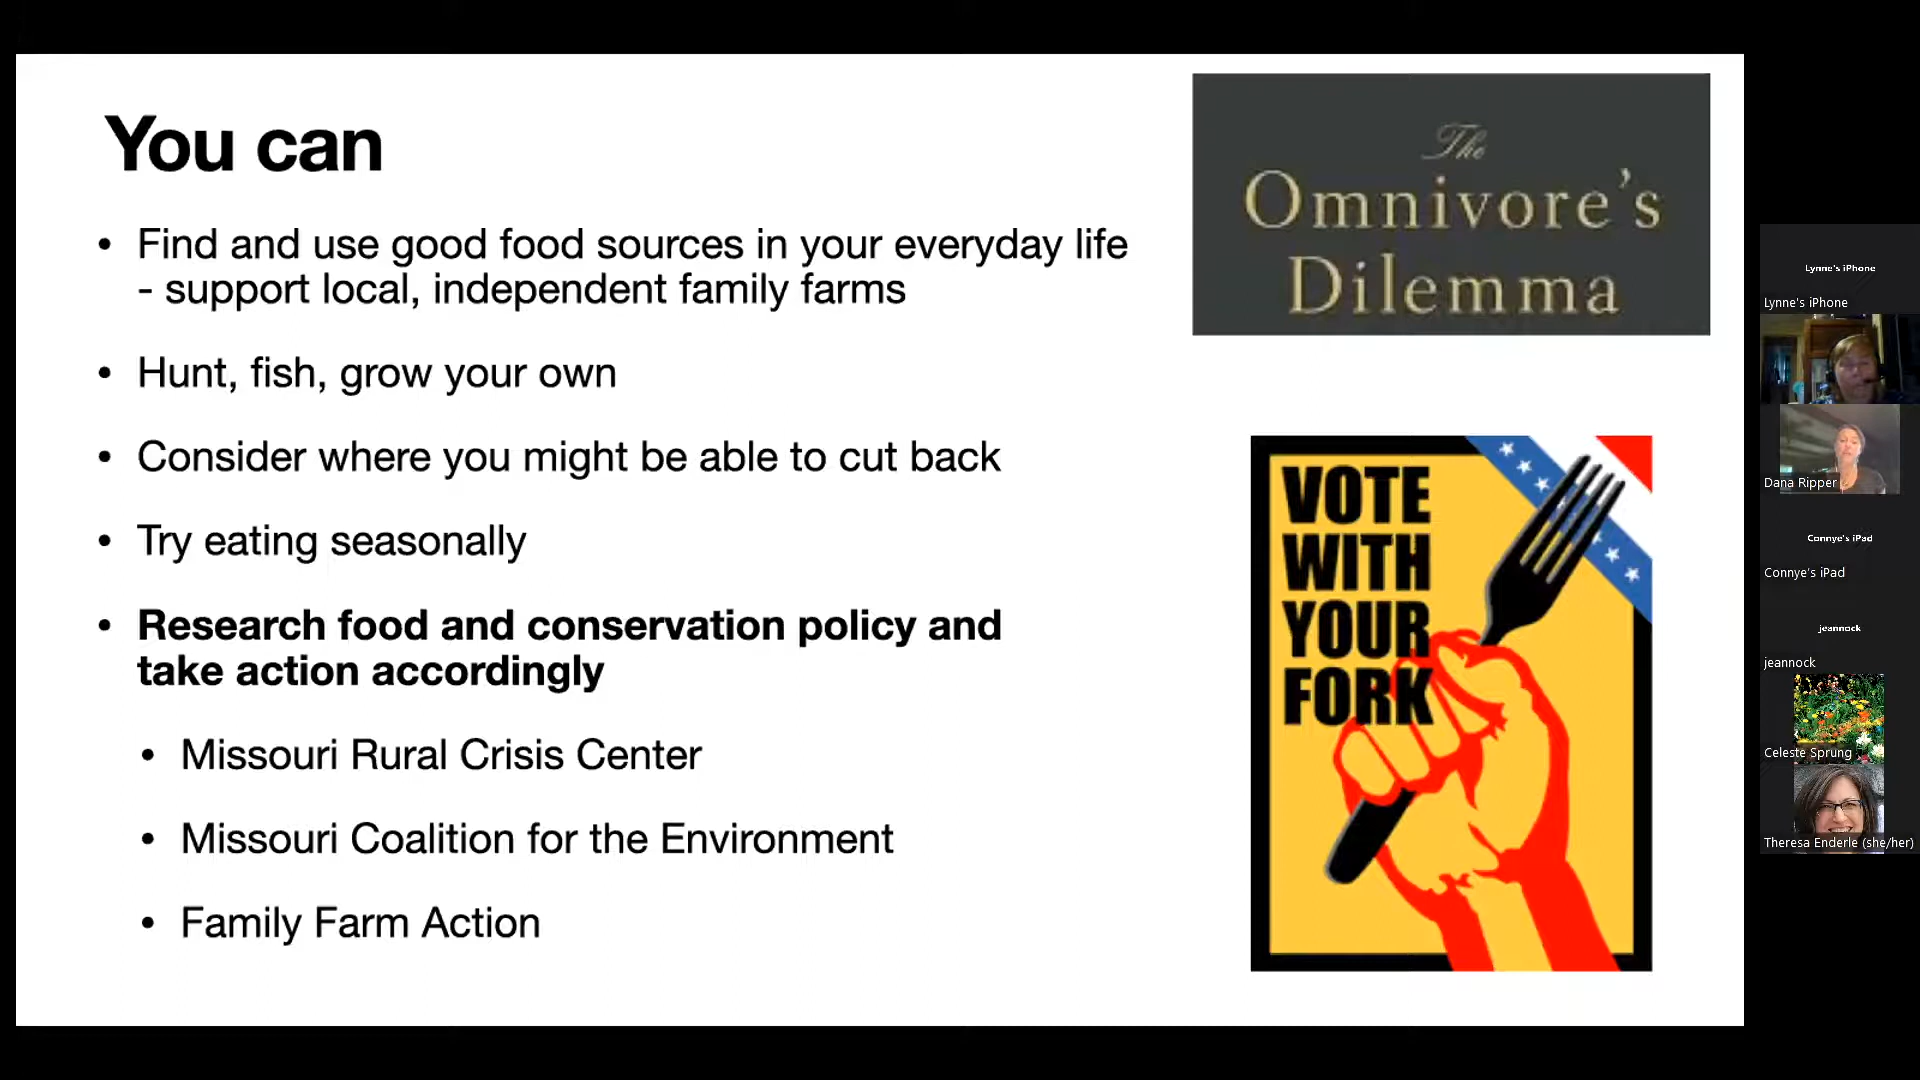 You can
• Find and use good food sources in your everyday life
- support local, independent family farms
• Hunt, fish, grow your own
• Consider where you might be able to cut back
• Try eating seasonally
• Research food and conservation policy and
take action accordingly
• Missouri Rural Crisis Center
• Missouri Coalition for the Environment
• Family Farm Action
The
Omnivore's
Dilemma
VOTE
WITH
YOUR
FORK
Lynne's iPhone
Lynne's iPhone
Dana Ripper
Connye's iPad
Connye's iPad
jeannock
jeannock
Celeste Sprung
Theresa Enderle (she/her)